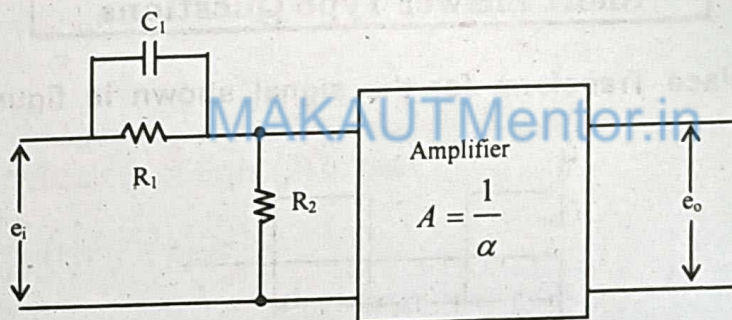 C₁
MAKAUTMentor.in
R₁
R₂
Amplifier
A = 1/α
eᵢ
eₒ